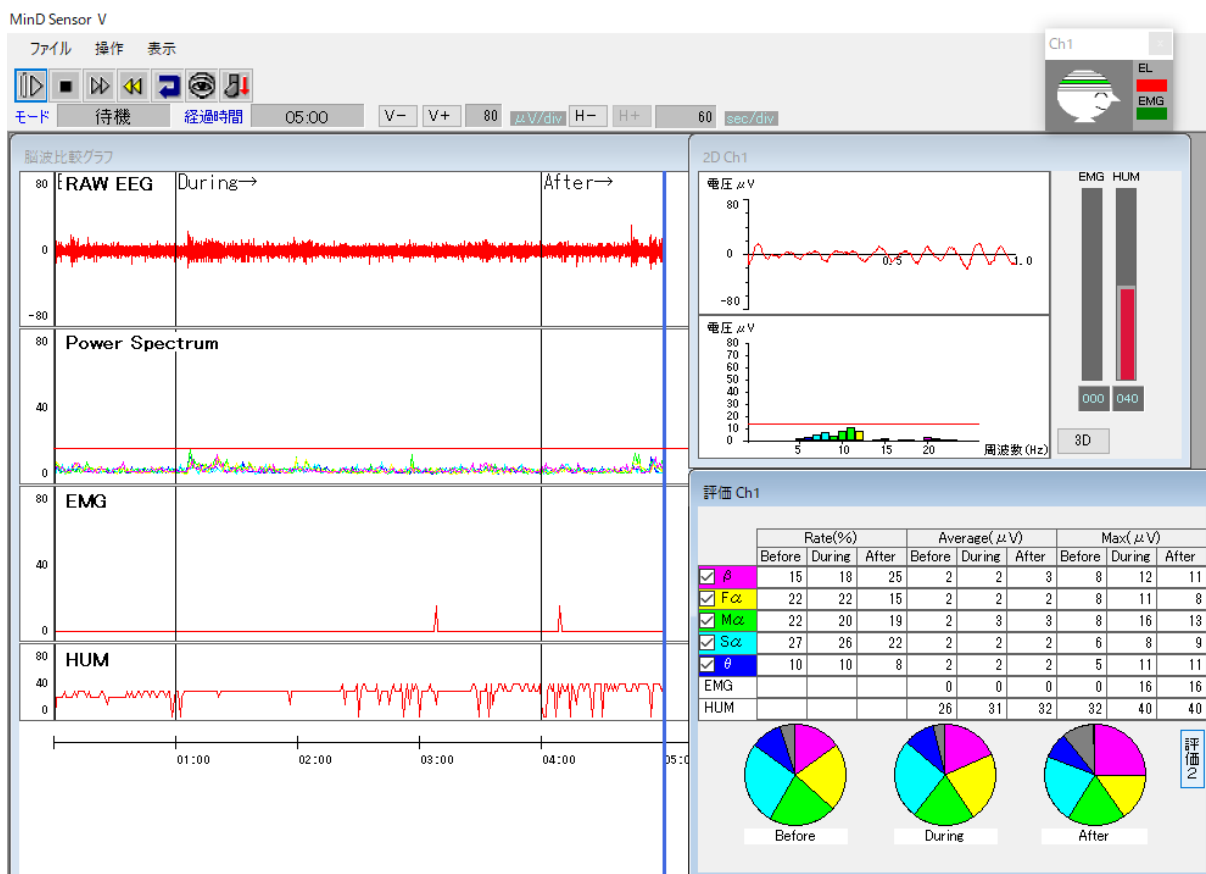 MinD Sensor V
ファイル 操作 表示
モード 待機 経過時間 05:00 V- V+ 80 μV/div H- H+ 60 sec/div
Ch1
EL
EMG
脳波比較グラフ
80 RAW EEG During→ After→
0
-80
80 Power Spectrum
40
0
80 EMG
40
0
80 HUM
40
0
01:00 02:00 03:00 04:00
2D Ch1
電圧 μV
80
0
0.5 1.0
-80
電圧 μV
80
70
60
50
40
30
20
10
0
5 10 15 20 周波数(Hz)
EMG HUM
000 040
3D
評価 Ch1
Rate(%) Average(μV) Max(μV)
Before During After Before During After Before During After
β 15 18 25 2 2 3 8 12 11
Fα 22 22 15 2 2 2 8 11 8
Mα 22 20 19 2 3 3 8 16 13
Sα 27 26 22 2 2 2 6 8 9
θ 10 10 8 2 2 2 5 11 11
EMG 0 0 0 0 16 16
HUM 26 31 32 32 40 40
評価2
Before During After